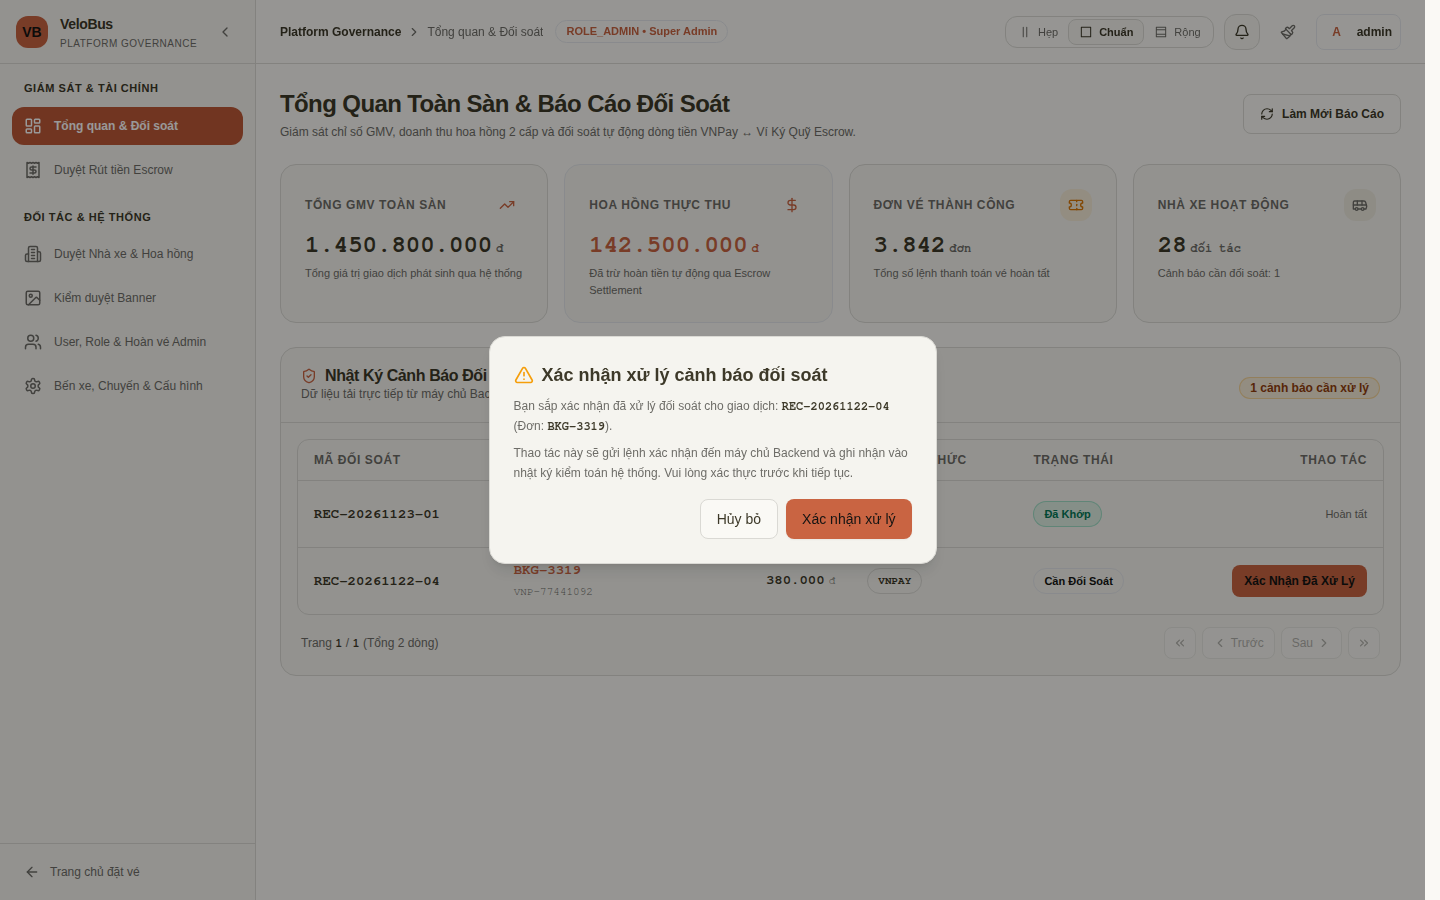 VB
VeloBus
PLATFORM GOVERNANCE
GIÁM SÁT & TÀI CHÍNH
Tổng quan & Đối soát
Duyệt Rút tiền Escrow
ĐỐI TÁC & HỆ THỐNG
Duyệt Nhà xe & Hoa hồng
Kiểm duyệt Banner
User, Role & Hoàn vé Admin
Bến xe, Chuyến & Cấu hình
Trang chủ đặt vé
Platform Governance
Tổng quan & Đối soát
ROLE_ADMIN • Super Admin
Hẹp
Chuẩn
Rộng
A
admin
Tổng Quan Toàn Sàn & Báo Cáo Đối Soát
Giám sát chỉ số GMV, doanh thu hoa hồng 2 cấp và đối soát tự động dòng tiền VNPay ↔ Ví Ký Quỹ Escrow.
Làm Mới Báo Cáo
TỔNG GMV TOÀN SÀN
1.450.800.000 đ
Tổng giá trị giao dịch phát sinh qua hệ thống
HOA HỒNG THỰC THU
142.500.000 đ
Đã trừ hoàn tiền tự động qua Escrow
Settlement
ĐƠN VÉ THÀNH CÔNG
3.842 đơn
Tổng số lệnh thanh toán vé hoàn tất
NHÀ XE HOẠT ĐỘNG
28 đối tác
Cảnh báo cần đối soát: 1
Nhật Ký Cảnh Báo Đối
Dữ liệu tải trực tiếp từ máy chủ Bac
1 cảnh báo cần xử lý
MÃ ĐỐI SOÁT
HỨC
TRẠNG THÁI
THAO TÁC
REC-20261123-01
Đã Khớp
Hoàn tất
REC-20261122-04
BKG-3319
VNP-77441092
380.000 đ
VNPAY
Cần Đối Soát
Xác Nhận Đã Xử Lý
Trang 1 / 1 (Tổng 2 dòng)
Trước
Sau
Xác nhận xử lý cảnh báo đối soát
Bạn sắp xác nhận đã xử lý đối soát cho giao dịch: REC-20261122-04
(Đơn: BKG-3319).
Thao tác này sẽ gửi lệnh xác nhận đến máy chủ Backend và ghi nhận vào
nhật ký kiểm toán hệ thống. Vui lòng xác thực trước khi tiếp tục.
Hủy bỏ
Xác nhận xử lý